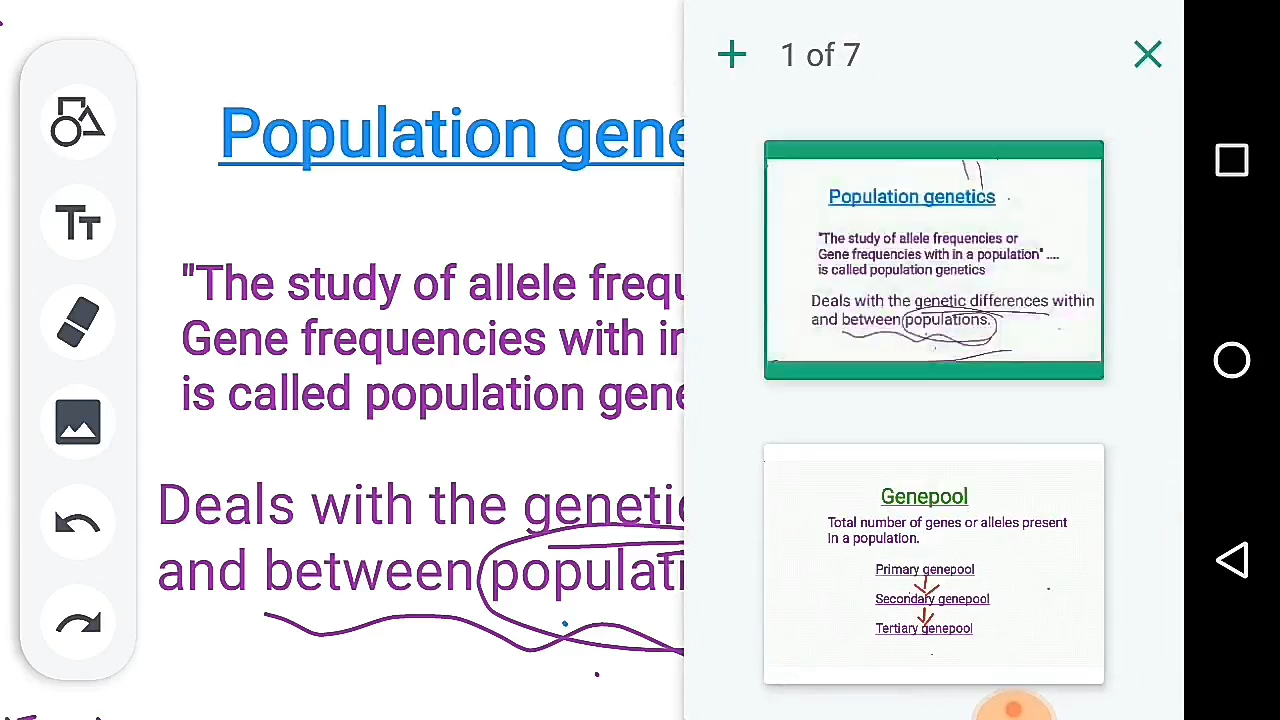 Population gene
"The study of allele frequ
Gene frequencies with in
is called population gene
Deals with the genetic
and between populati
1 of 7
Population genetics
"The study of allele frequencies or
Gene frequencies with in a population" ....
is called population genetics
Deals with the genetic differences within
and between populations.
Genepool
Total number of genes or alleles present
In a population.
Primary genepool
Secondary genepool
Tertiary genepool